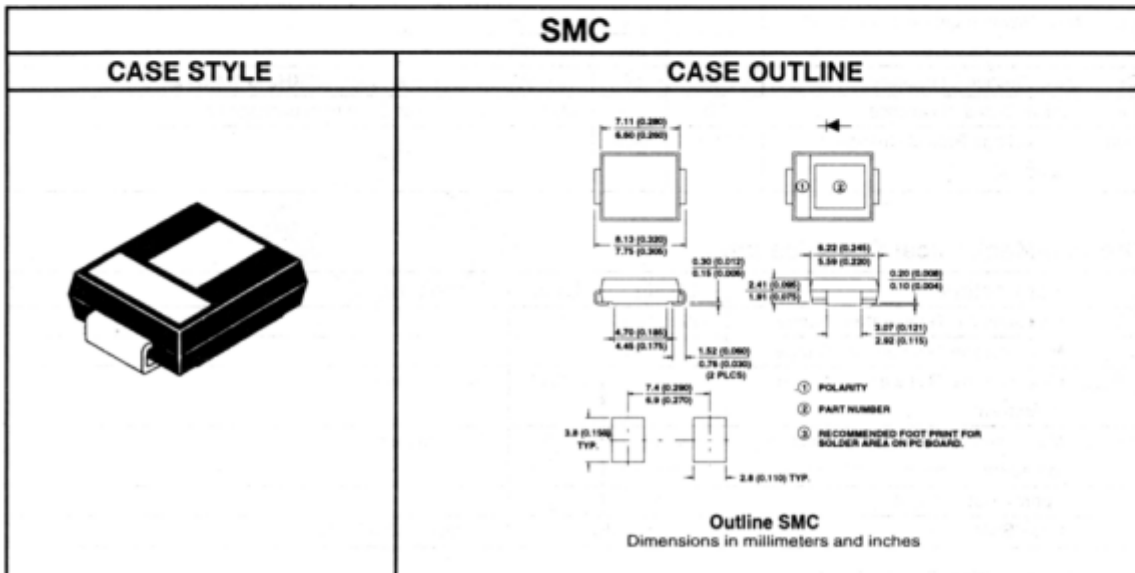 SMC
CASE STYLE
CASE OUTLINE
7.11 (0.280)
6.60 (0.260)
① ②
8.13 (0.320)
7.75 (0.305)
0.30 (0.012)
0.15 (0.006)
6.22 (0.245)
5.59 (0.220)
2.41 (0.095)
1.91 (0.075)
0.20 (0.008)
0.10 (0.004)
4.70 (0.185)
4.45 (0.175)
1.52 (0.060)
0.76 (0.030)
(2 PLCS)
3.07 (0.121)
2.92 (0.115)
7.4 (0.290)
6.9 (0.270)
3.8 (0.150)
TYP.
2.8 (0.110) TYP.
① POLARITY
② PART NUMBER
③ RECOMMENDED FOOT PRINT FOR
SOLDER AREA ON PC BOARD.
Outline SMC
Dimensions in millimeters and inches